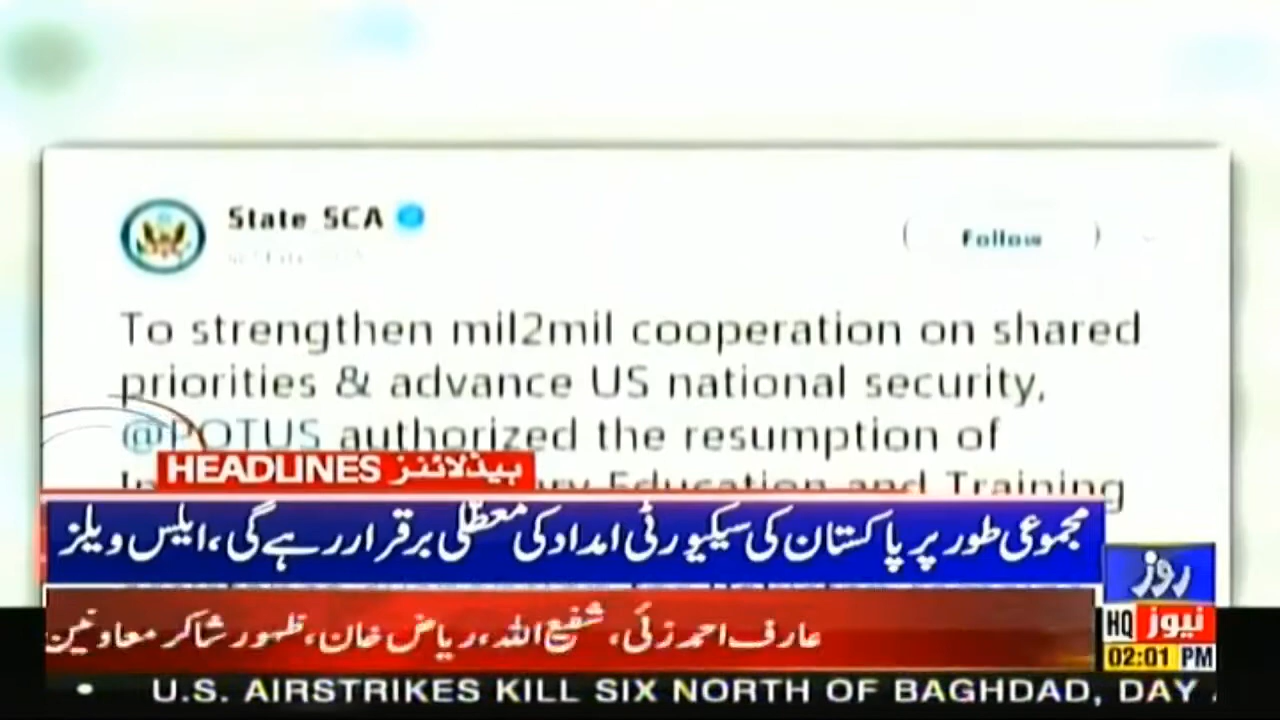 State_SCA
Follow
To strengthen mil2mil cooperation on shared
priorities & advance US national security,
@POTUS authorized the resumption of
Education and Training
HEADLINES ہیڈلائنز
مجموعی طور پر پاکستان کی سیکیورٹی امداد کی معطلی برقرار رہے گی، ایلس ویلز
روز
عارف احمد زئی، شفیع اللہ، ریاض خان، ظہور شاکر معاونین
HQ نیوز
02:01 PM
• U.S. AIRSTRIKES KILL SIX NORTH OF BAGHDAD, DAY